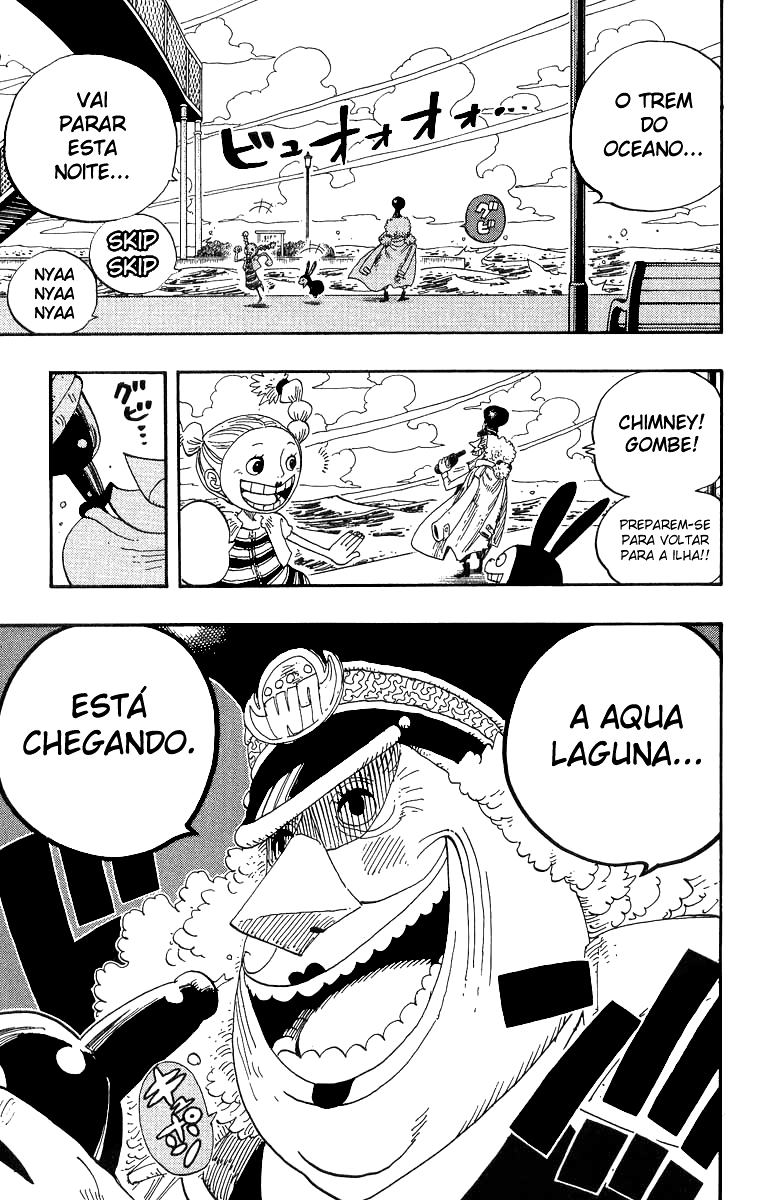 O TREM
DO
OCEANO...
VAI
PARAR
ESTA
NOITE...
ビュオォオォ...
グビ
SKIP
SKIP
NYAA
NYAA
NYAA
CHIMNEY!
GOMBE!
PREPAREM-SE
PARA VOLTAR
PARA A ILHA!!
グビ...
A AQUA
LAGUNA...
ESTÁ
CHEGANDO.